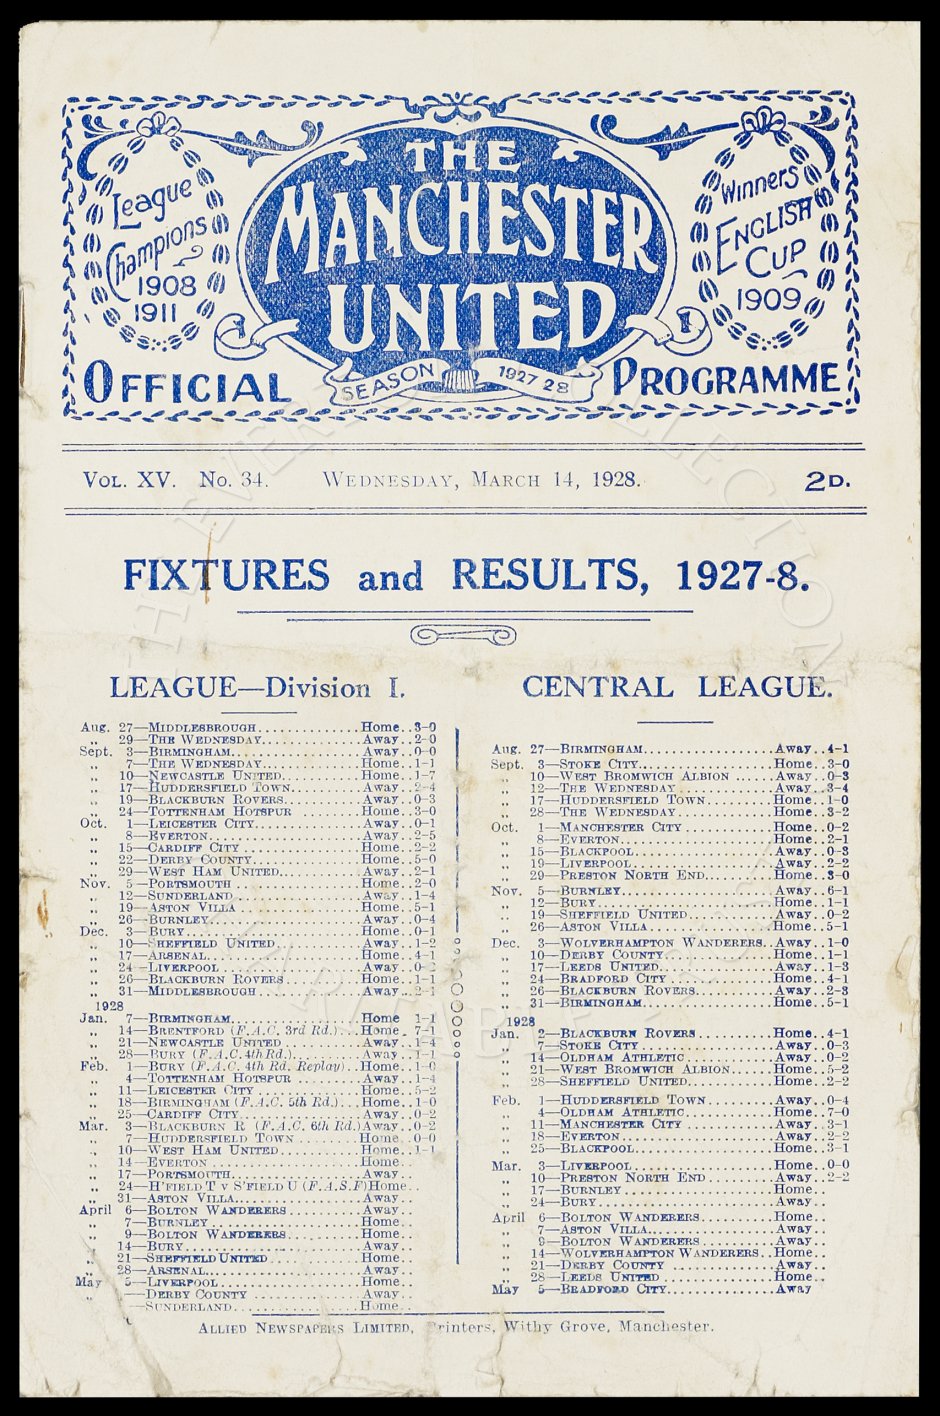 THE
MANCHESTER
UNITED
League
Champions
1908
1911
Winners
ENGLISH
CUP
1909
OFFICIAL
SEASON 1927 28
PROGRAMME
VOL. XV. No. 34. WEDNESDAY, MARCH 14, 1928. 2D.
FIXTURES and RESULTS, 1927-8.
LEAGUE—Division I.
Aug. 27—MIDDLESBROUGH Home 3-0
„ 29—THE WEDNESDAY Away 2-0
Sept. 3—BIRMINGHAM Away 0-0
„ 7—THE WEDNESDAY Home 1-1
„ 10—NEWCASTLE UNITED Home 1-7
„ 17—HUDDERSFIELD TOWN Away 2-4
„ 19—BLACKBURN ROVERS Away 0-3
„ 24—TOTTENHAM HOTSPUR Home 3-0
Oct. 1—LEICESTER CITY Away 0-1
„ 8—EVERTON Away 2-5
„ 15—CARDIFF CITY Home 2-2
„ 22—DERBY COUNTY Home 5-0
„ 29—WEST HAM UNITED Away 2-1
Nov. 5—PORTSMOUTH Home 2-0
„ 12—SUNDERLAND Away 1-4
„ 19—ASTON VILLA Home 5-1
„ 26—BURNLEY Away 0-4
Dec. 3—BURY Home 0-1
„ 10—SHEFFIELD UNITED Away 1-2
„ 17—ARSENAL Home 4-1
„ 24—LIVERPOOL Away
„ 26—BLACKBURN ROVERS Home 1-1
„ 31—MIDDLESBROUGH Away 2-1
1928
Jan. 7—BIRMINGHAM Home 1-1
„ 14—BRENTFORD (F.A.C. 3rd Rd.) Home 7-1
„ 21—NEWCASTLE UNITED Away 1-4
„ 28—BURY (F.A.C. 4th Rd.) Away 1-1
Feb. 1—BURY (F.A.C. 4th Rd. Replay) Home 1-0
„ 4—TOTTENHAM HOTSPUR Away 1-4
„ 11—LEICESTER CITY Home 5-2
„ 18—BIRMINGHAM (F.A.C. 5th Rd.) Home 1-0
„ 25—CARDIFF CITY Away 0-2
Mar. 3—BLACKBURN R (F.A.C. 6th Rd.) Away 0-2
„ 7—HUDDERSFIELD TOWN Home 0-0
„ 10—WEST HAM UNITED Home 1-1
„ 14—EVERTON Home
„ 17—PORTSMOUTH Away
„ 24—H'FIELD T v S'FIELD U (F.A.S.F) Home
„ 31—ASTON VILLA Away
April 6—BOLTON WANDERERS Away
„ 7—BURNLEY Home
„ 9—BOLTON WANDERERS Home
„ 14—BURY Away
„ 21—SHEFFIELD UNITED Home
„ 28—ARSENAL Away
May 5—LIVERPOOL Home
„ —DERBY COUNTY Away
—SUNDERLAND Home
CENTRAL LEAGUE.
Aug. 27—BIRMINGHAM Away 4-1
Sept. 3—STOKE CITY Home 3-0
„ 10—WEST BROMWICH ALBION Away 0-3
„ 12—THE WEDNESDAY Away 3-4
„ 17—HUDDERSFIELD TOWN Home 1-0
„ 28—THE WEDNESDAY Home 3-2
Oct. 1—MANCHESTER CITY Home 0-2
„ 8—EVERTON Home 2-1
„ 15—BLACKPOOL Away 0-3
„ 19—LIVERPOOL Away 2-2
„ 29—PRESTON NORTH END Home 3-0
Nov. 5—BURNLEY Away 6-1
„ 12—BURY Home 1-1
„ 19—SHEFFIELD UNITED Away 0-2
„ 26—ASTON VILLA Home 5-1
Dec. 3—WOLVERHAMPTON WANDERERS Away 1-0
„ 10—DERBY COUNTY Home 1-1
„ 17—LEEDS UNITED Away 1-3
„ 24—BRADFORD CITY Home 4-1
„ 26—BLACKBURN ROVERS Away 2-3
„ 31—BIRMINGHAM Home 5-1
1928
Jan. 2—BLACKBURN ROVERS Home 4-1
„ 7—STOKE CITY Away 0-3
„ 14—OLDHAM ATHLETIC Away 0-2
„ 21—WEST BROMWICH ALBION Home 5-2
„ 28—SHEFFIELD UNITED Home 2-2
Feb. 1—HUDDERSFIELD TOWN Away 0-4
„ 4—OLDHAM ATHLETIC Home 7-0
„ 11—MANCHESTER CITY Away 3-1
„ 18—EVERTON Away 2-2
„ 25—BLACKPOOL Home 3-1
Mar. 3—LIVERPOOL Home 0-0
„ 10—PRESTON NORTH END Away 2-2
„ 17—BURNLEY Home
„ 24—BURY Away
April 6—BOLTON WANDERERS Home
„ 7—ASTON VILLA Away
„ 9—BOLTON WANDERERS Away
„ 14—WOLVERHAMPTON WANDERERS Home
„ 21—DERBY COUNTY Away
„ 28—LEEDS UNITED Home
May 5—BRADFORD CITY Away
ALLIED NEWSPAPERS LIMITED, Printers, Withy Grove, Manchester.